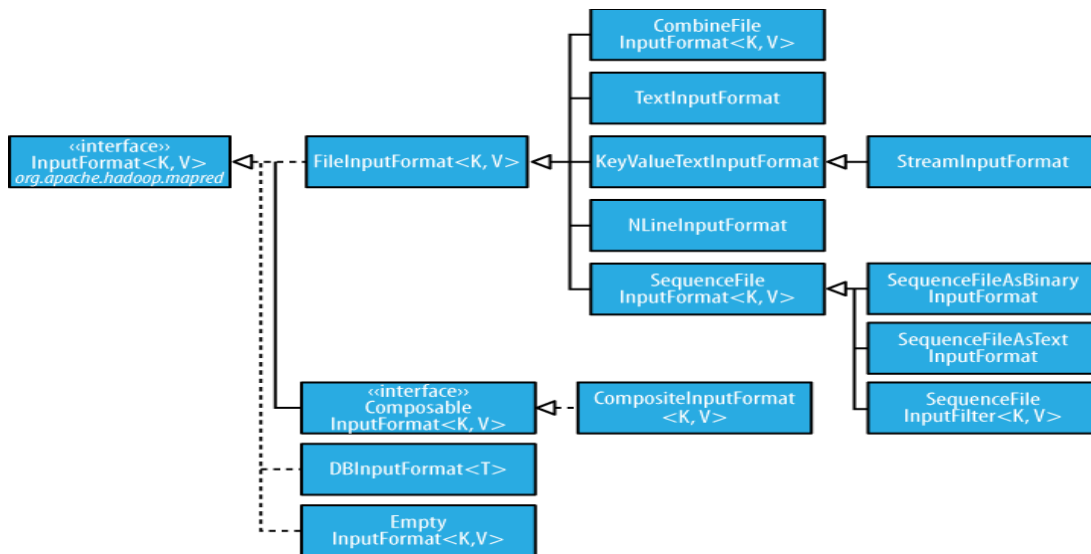 CombineFile
InputFormat<K, V>
TextInputFormat
‹‹interface››
InputFormat<K, V>
org.apache.hadoop.mapred
FileInputFormat<K, V>
KeyValueTextInputFormat
StreamInputFormat
NLineInputFormat
SequenceFile
InputFormat<K, V>
SequenceFileAsBinary
InputFormat
SequenceFileAsText
InputFormat
‹‹interface››
Composable
InputFormat<K, V>
CompositeInputFormat
<K, V>
SequenceFile
InputFilter<K, V>
DBInputFormat<T>
Empty
InputFormat<K,V>